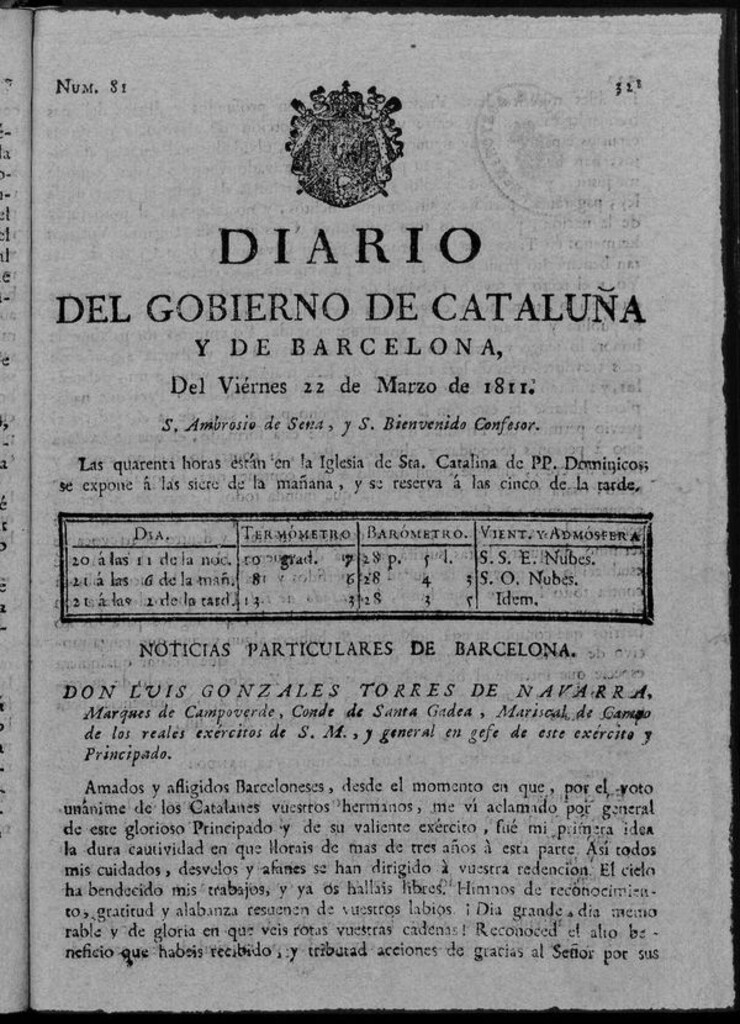 NUM. 81
321
DIARIO
DEL GOBIERNO DE CATALUÑA
Y DE BARCELONA,
Del Viérnes 22 de Marzo de 1811.
S. Ambrosio de Sena, y S. Bienvenido Confesor.
Las quarenta horas están en la Iglesia de Sta. Catalina de PP. Dominicos;
se expone á las siete de la mañana, y se reserva á las cinco de la tarde.
DIA. TERMÓMETRO BARÓMETRO. VIENT. Y ADMÓSFERA
20 á las 11 de la noc. 10 grad. 7 28 p. 5 l. S. S. E. Nubes.
21 á las 6 de la mañ. 8 6 28 4 3 S. O. Nubes.
21 á las 2 de la tard. 13 3 28 3 5 Idem.
NOTICIAS PARTICULARES DE BARCELONA.
DON LUIS GONZALES TORRES DE NAVARRA,
Marques de Campoverde, Conde de Santa Gadea, Mariscal de Campo
de los reales exércitos de S. M., y general en gefe de este exército y
Principado.
Amados y afligidos Barceloneses, desde el momento en que, por el voto
unánime de los Catalanes vuestros hermanos, me ví aclamado por general
de este glorioso Principado y de su valiente exército, fué mi primera idea
la dura cautividad en que llorais de mas de tres años á esta parte. Así todos
mis cuidados, desvelos y afanes se han dirigido á vuestra redencion. El cielo
ha bendecido mis trabajos, y ya os hallais libres. Himnos de reconocimien-
to, gratitud y alabanza resuenen de vuestros labios. ¡Dia grande, dia memo
rable y de gloria en que veis rotas vuestras cadenas! Reconoced el alto be-
neficio que habeis recibido, y tributad acciones de gracias al Señor por sus